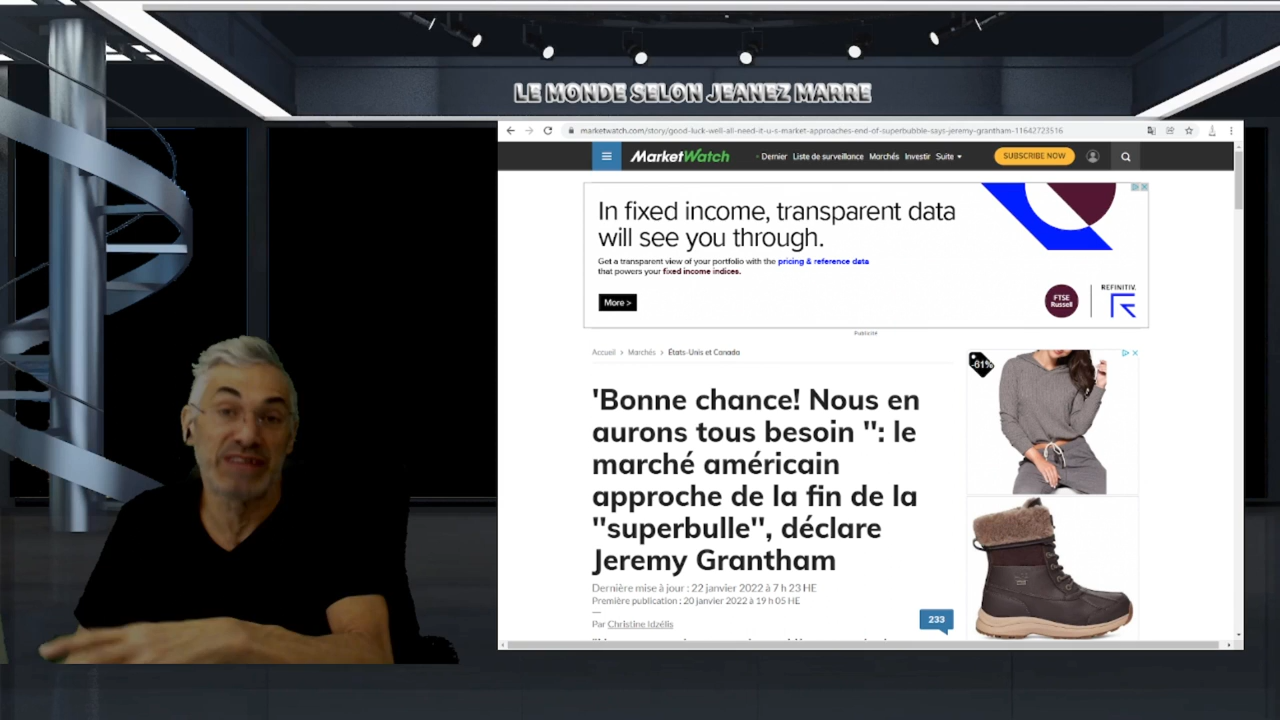 LE MONDE SELON JEANEZ MARRE
marketwatch.com/story/good-luck-well-all-need-it-u-s-market-approaches-end-of-superbubble-says-jeremy-grantham-11642723516
MarketWatch
Dernier Liste de surveillance Marchés Investir Suite
SUBSCRIBE NOW
In fixed income, transparent data
will see you through.
Get a transparent view of your portfolio with the pricing & reference data
that powers your fixed income indices.
More >
FTSE
Russell
REFINITIV
Publicité
Accueil > Marchés > États-Unis et Canada
-61%
'Bonne chance! Nous en
aurons tous besoin '': le
marché américain
approche de la fin de la
''superbulle'', déclare
Jeremy Grantham
Dernière mise à jour : 22 janvier 2022 à 7 h 23 HE
Première publication : 20 janvier 2022 à 19 h 05 HE
Par Christine Idzelis
233